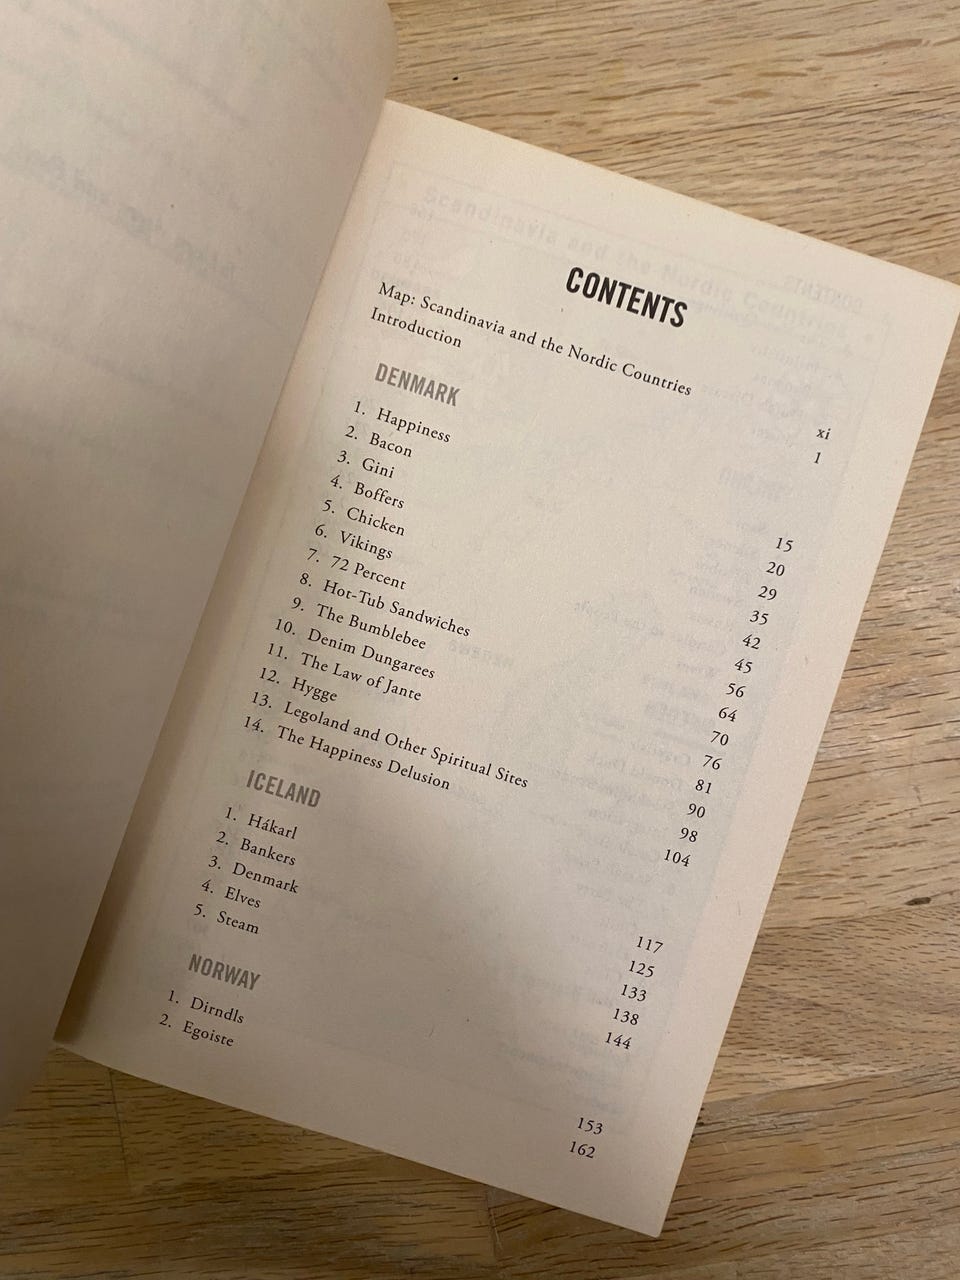 CONTENTS
Map: Scandinavia and the Nordic Countries xi
Introduction 1
DENMARK
1. Happiness 15
2. Bacon 20
3. Gini 29
4. Boffers 35
5. Chicken 42
6. Vikings 45
7. 72 Percent 56
8. Hot-Tub Sandwiches 64
9. The Bumblebee 70
10. Denim Dungarees 76
11. The Law of Jante 81
12. Hygge 90
13. Legoland and Other Spiritual Sites 98
14. The Happiness Delusion 104
ICELAND
1. Hákarl 117
2. Bankers 125
3. Denmark 133
4. Elves 138
5. Steam 144
NORWAY
1. Dirndls 153
2. Egoiste 162